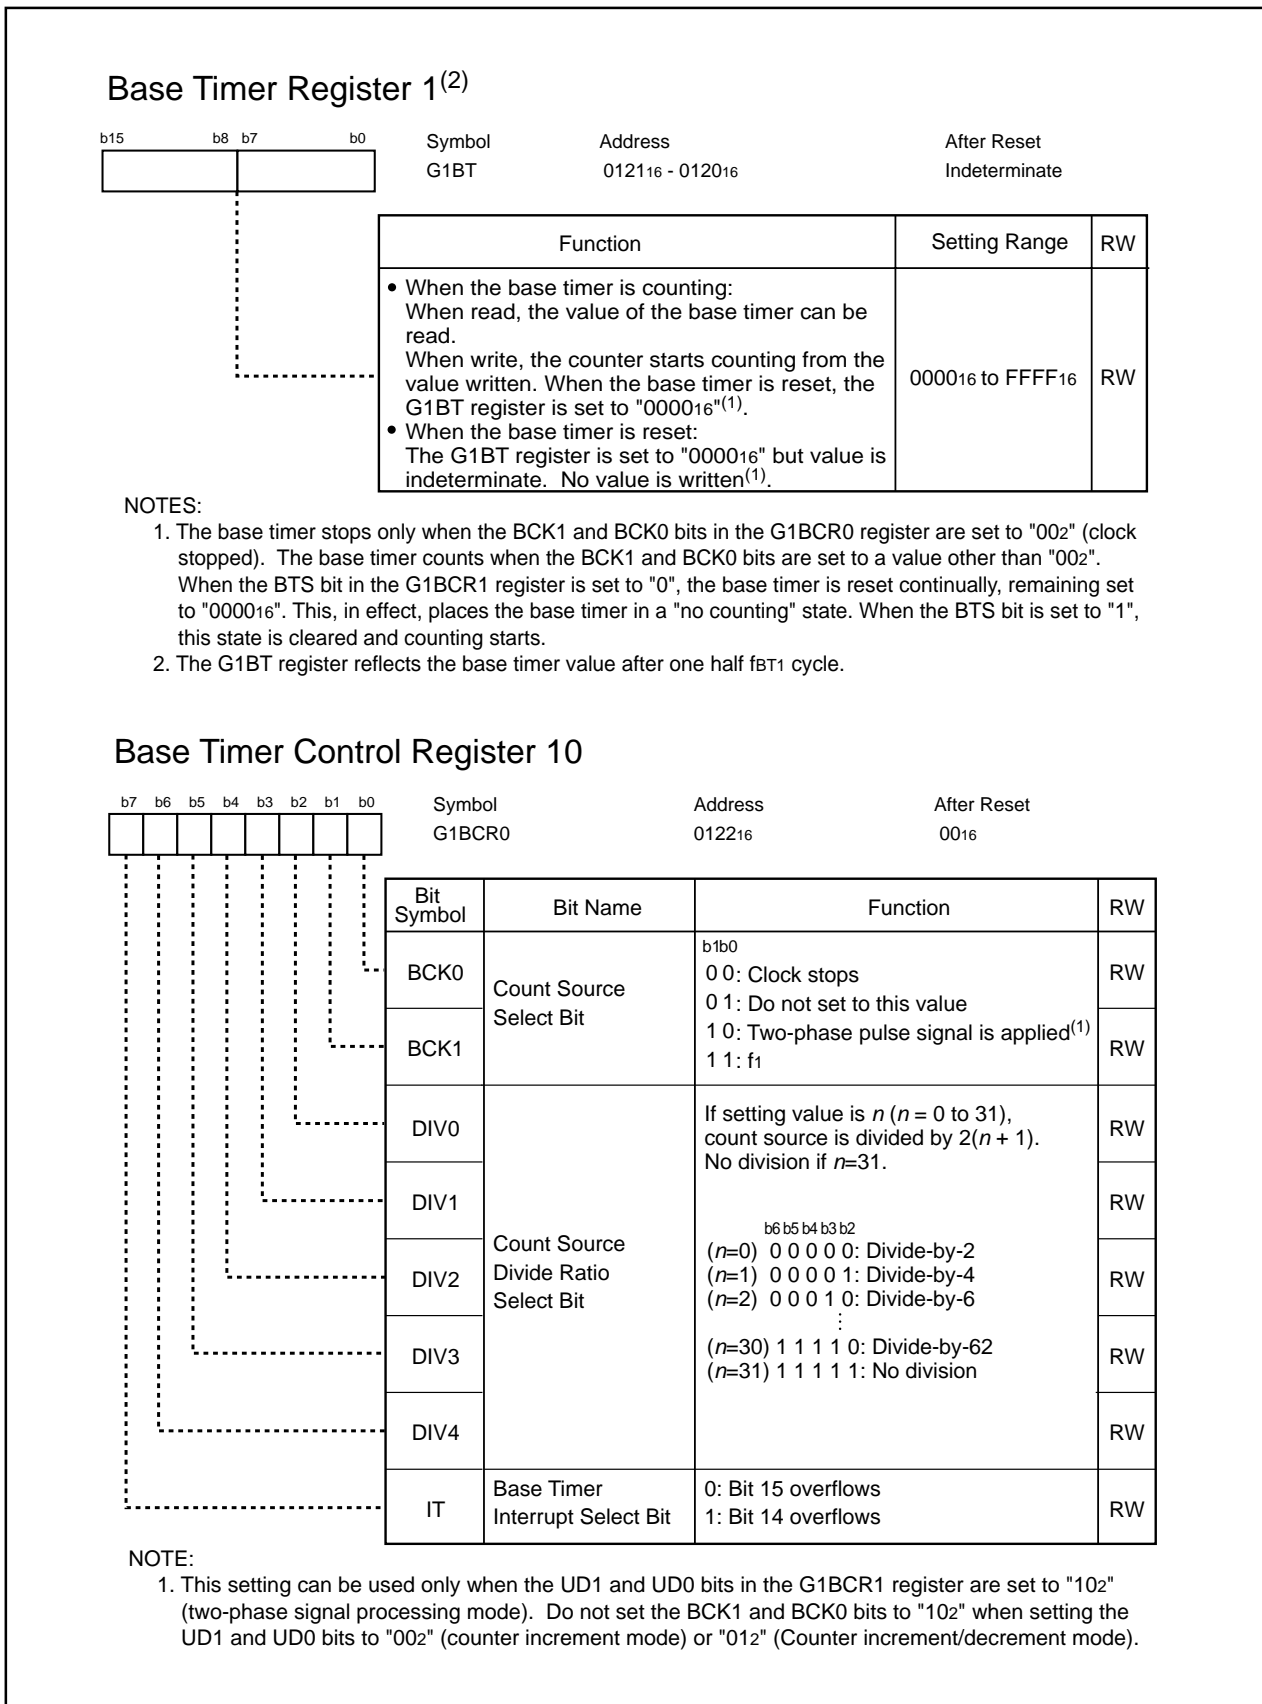 Base Timer Register 1(2)
b15 b8 b7 b0 Symbol Address After Reset
G1BT 012116 - 012016 Indeterminate
Function Setting Range RW
• When the base timer is counting:
When read, the value of the base timer can be
read.
When write, the counter starts counting from the
value written. When the base timer is reset, the
G1BT register is set to "000016"(1).
000016 to FFFF16 RW
• When the base timer is reset:
The G1BT register is set to "000016" but value is
indeterminate. No value is written(1).
NOTES:
1. The base timer stops only when the BCK1 and BCK0 bits in the G1BCR0 register are set to "002" (clock
stopped). The base timer counts when the BCK1 and BCK0 bits are set to a value other than "002".
When the BTS bit in the G1BCR1 register is set to "0", the base timer is reset continually, remaining set
to "000016". This, in effect, places the base timer in a "no counting" state. When the BTS bit is set to "1",
this state is cleared and counting starts.
2. The G1BT register reflects the base timer value after one half fBT1 cycle.
Base Timer Control Register 10
b7 b6 b5 b4 b3 b2 b1 b0 Symbol Address After Reset
G1BCR0 012216 0016
Bit
Symbol Bit Name Function RW
BCK0 RW
BCK1 RW
Count Source
Select Bit
b1b0
0 0: Clock stops
0 1: Do not set to this value
1 0: Two-phase pulse signal is applied(1)
1 1: f1
DIV0 RW
DIV1 RW
DIV2 RW
DIV3 RW
DIV4 RW
Count Source
Divide Ratio
Select Bit
If setting value is n (n = 0 to 31),
count source is divided by 2(n + 1).
No division if n=31.
b6 b5 b4 b3 b2
(n=0) 0 0 0 0 0: Divide-by-2
(n=1) 0 0 0 0 1: Divide-by-4
(n=2) 0 0 0 1 0: Divide-by-6
⋮
(n=30) 1 1 1 1 0: Divide-by-62
(n=31) 1 1 1 1 1: No division
IT RW
Base Timer
Interrupt Select Bit
0: Bit 15 overflows
1: Bit 14 overflows
NOTE:
1. This setting can be used only when the UD1 and UD0 bits in the G1BCR1 register are set to "102"
(two-phase signal processing mode). Do not set the BCK1 and BCK0 bits to "102" when setting the
UD1 and UD0 bits to "002" (counter increment mode) or "012" (Counter increment/decrement mode).